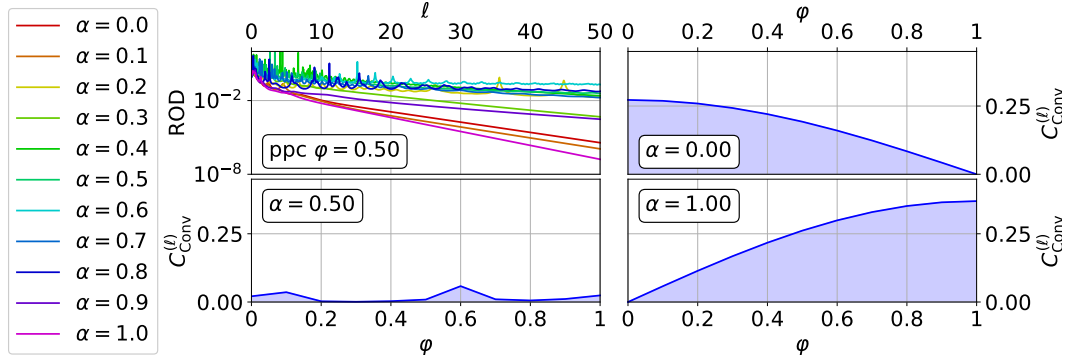 α = 0.0
α = 0.1
α = 0.2
α = 0.3
α = 0.4
α = 0.5
α = 0.6
α = 0.7
α = 0.8
α = 0.9
α = 1.0
ℓ
0 10 20 30 40 50
ROD
10⁻²
10⁻⁸
ppc φ = 0.50
φ
0 0.2 0.4 0.6 0.8 1
α = 0.00
0.25
0.00
C_Conv^(ℓ)
α = 0.50
C_Conv^(ℓ)
0.25
0.00
0 0.2 0.4 0.6 0.8 1
φ
α = 1.00
0.25
0.00
C_Conv^(ℓ)
0 0.2 0.4 0.6 0.8 1
φ